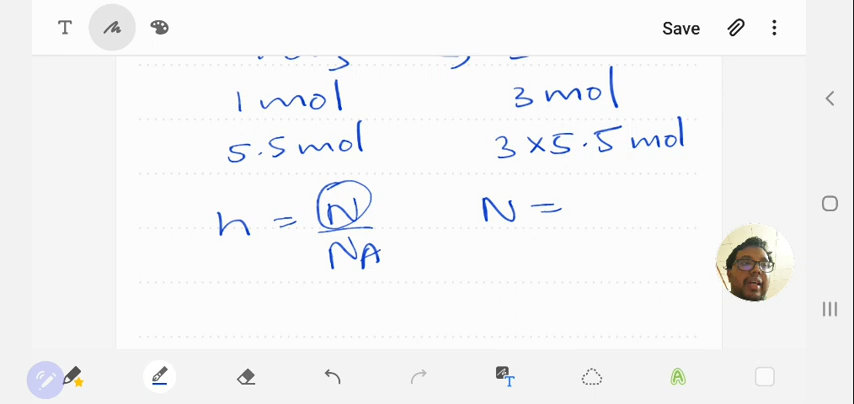 T Save
1 mol 3 mol
5.5 mol 3 × 5.5 mol
n = N/NA N =
T
A